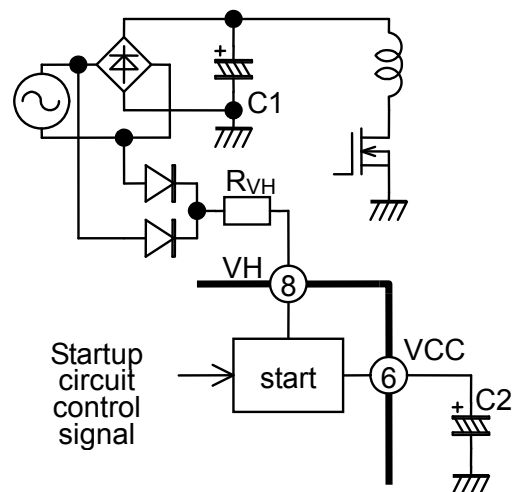 C1
RVH
VH
8
Startup
circuit
control
signal
start
VCC
6
C2
+
+